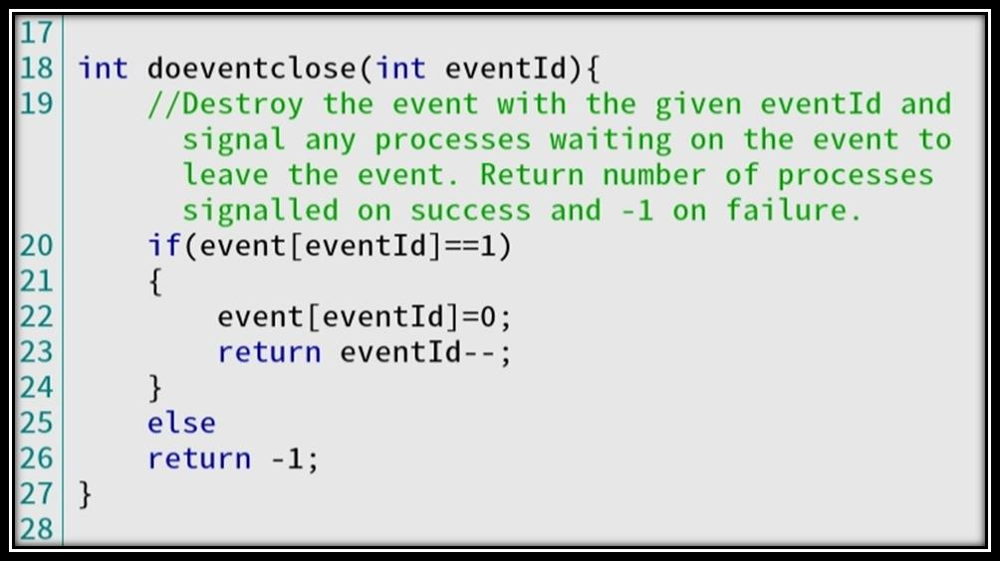 17
18 int doeventclose(int eventId){
19     //Destroy the event with the given eventId and
         signal any processes waiting on the event to
         leave the event. Return number of processes
         signalled on success and -1 on failure.
20     if(event[eventId]==1)
21     {
22         event[eventId]=0;
23         return eventId--;
24     }
25     else
26     return -1;
27 }
28